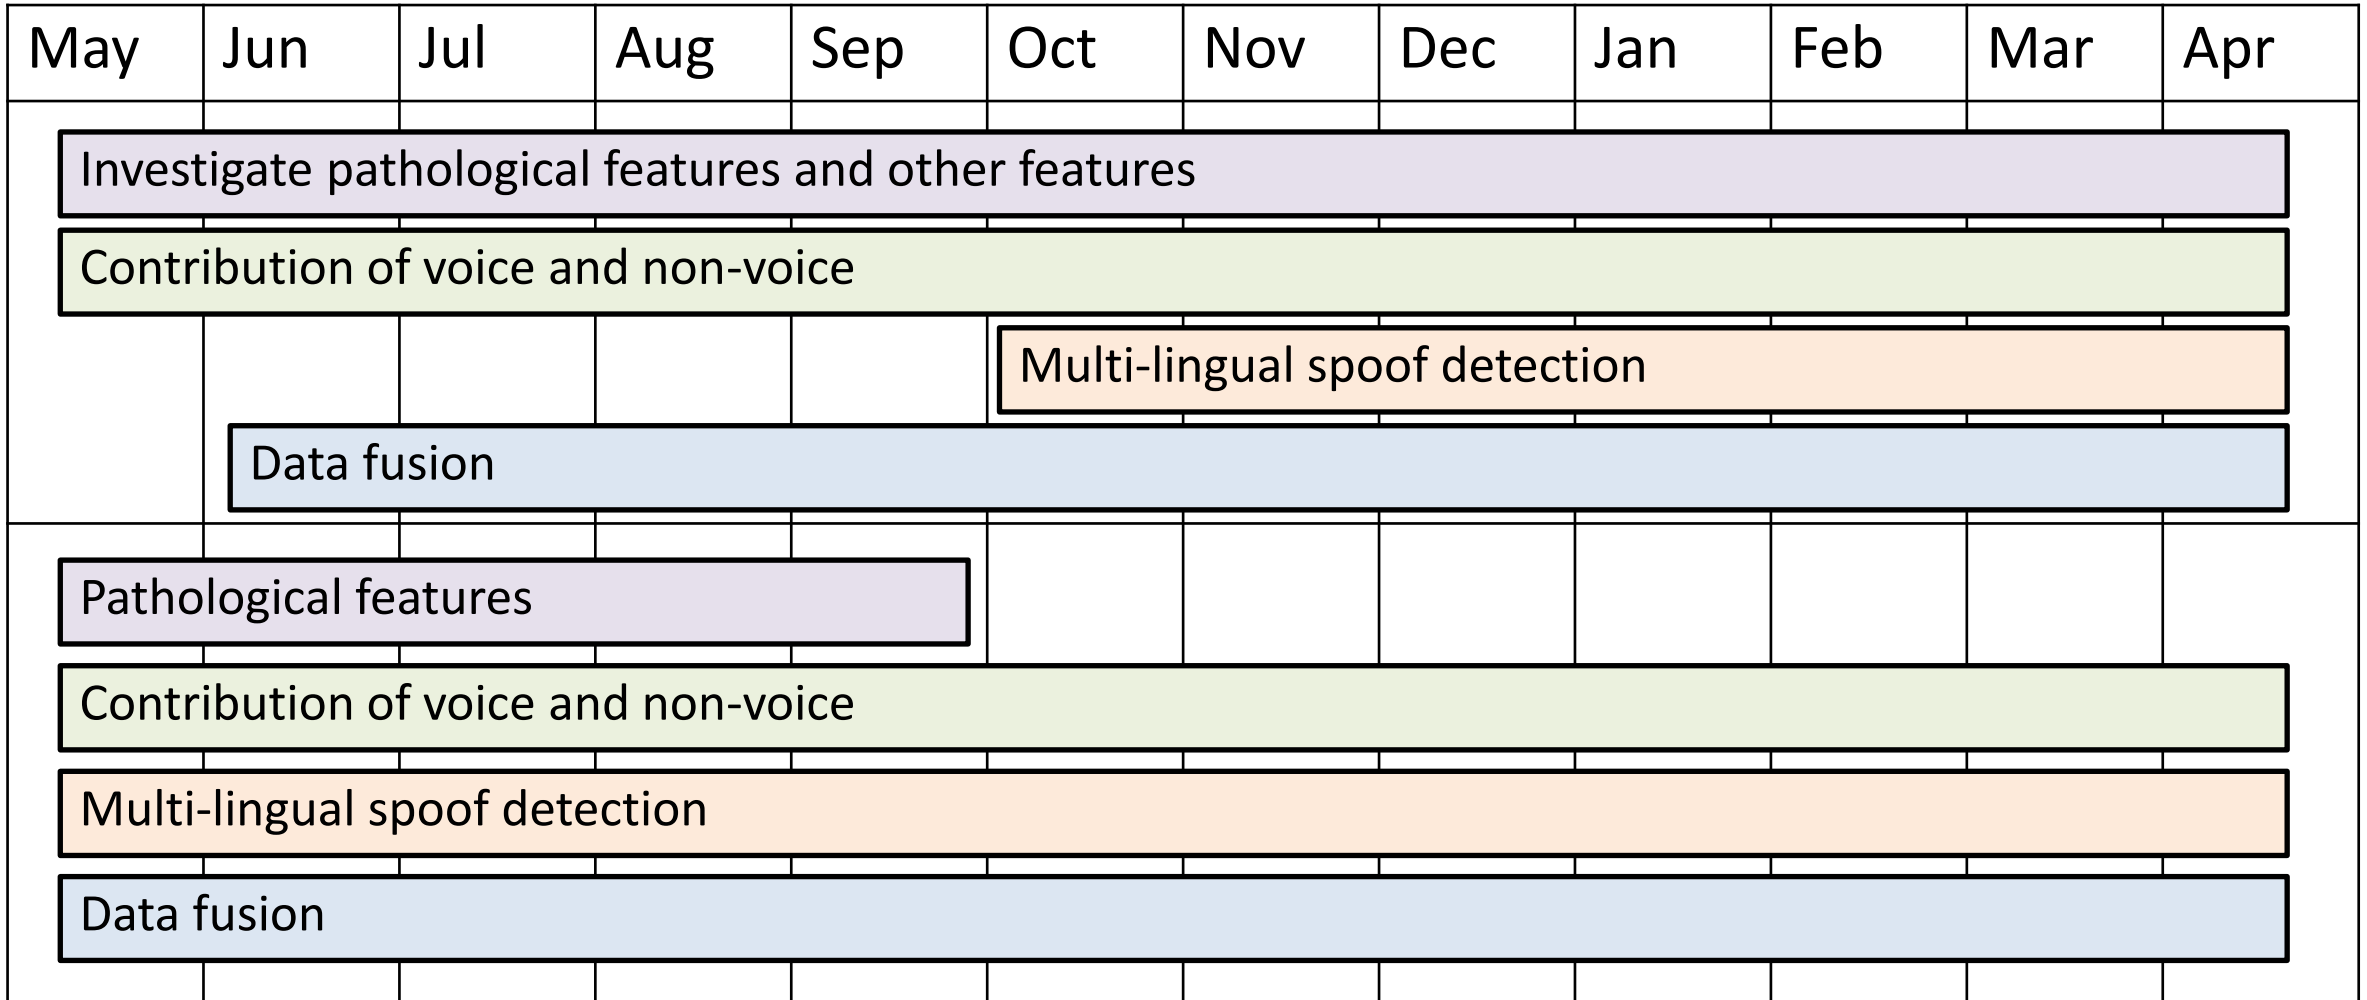 May Jun Jul Aug Sep Oct Nov Dec Jan Feb Mar Apr
Investigate pathological features and other features
Contribution of voice and non-voice
Multi-lingual spoof detection
Data fusion
Pathological features
Contribution of voice and non-voice
Multi-lingual spoof detection
Data fusion